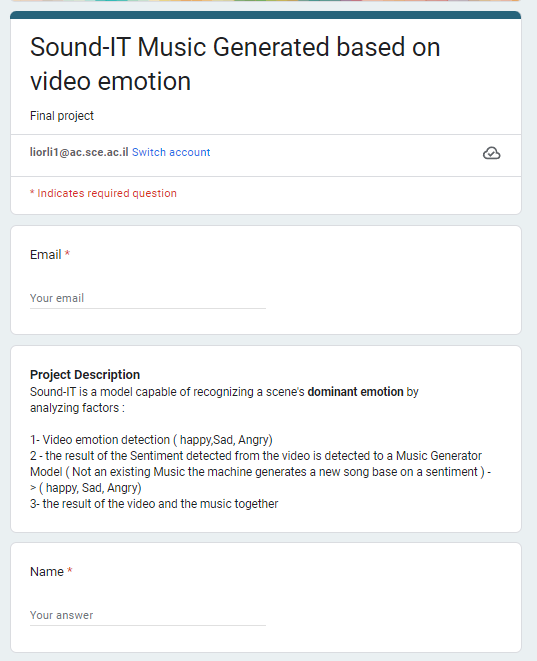 Sound-IT Music Generated based on
video emotion
Final project
liorli1@ac.sce.ac.il Switch account
* Indicates required question
Email *
Your email
Project Description
Sound-IT is a model capable of recognizing a scene's dominant emotion by
analyzing factors :
1- Video emotion detection ( happy,Sad, Angry)
2 - the result of the Sentiment detected from the video is detected to a Music Generator
Model ( Not an existing Music the machine generates a new song base on a sentiment ) -
> ( happy, Sad, Angry)
3- the result of the video and the music together
Name *
Your answer